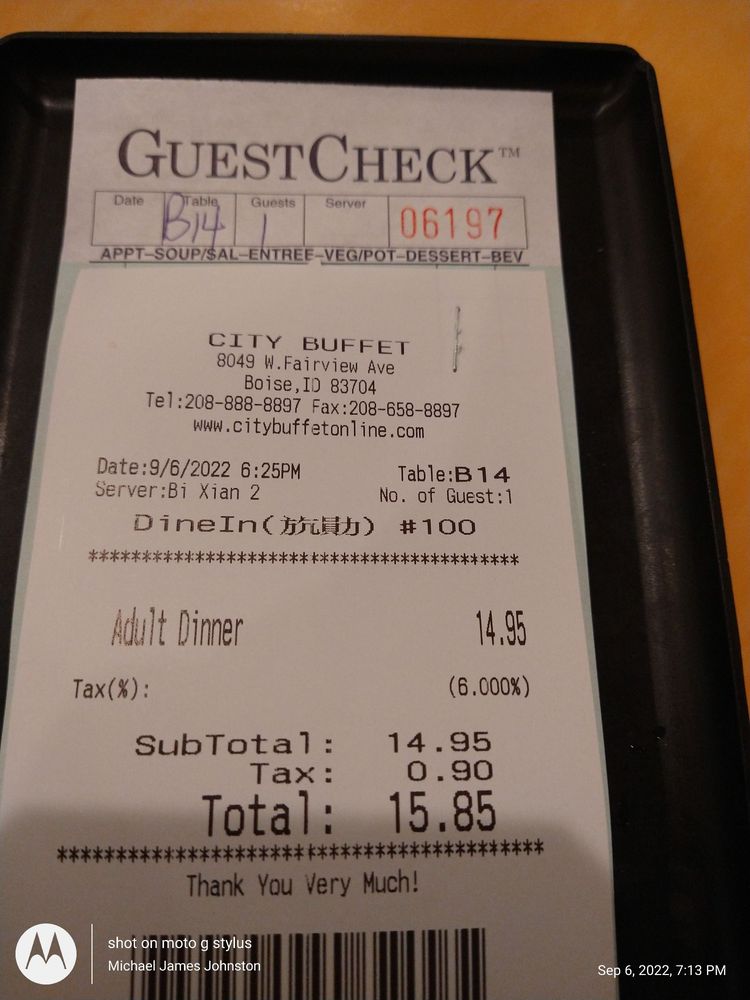 GUESTCHECK™
Date Table Guests Server
B14 1 06197
APPT–SOUP/SAL–ENTREE–VEG/POT–DESSERT–BEV
CITY BUFFET
8049 W.Fairview Ave
Boise,ID 83704
Tel:208-888-8897 Fax:208-658-8897
www.citybuffetonline.com
Date:9/6/2022 6:25PM Table:B14
Server:Bi Xian 2 No. of Guest:1
DineIn( ) #100
*****************************************
Adult Dinner 14.95
Tax(%): (6.000%)
SubTotal: 14.95
Tax: 0.90
Total: 15.85
*****************************************
Thank You Very Much!
shot on moto g stylus
Michael James Johnston
Sep 6, 2022, 7:13 PM